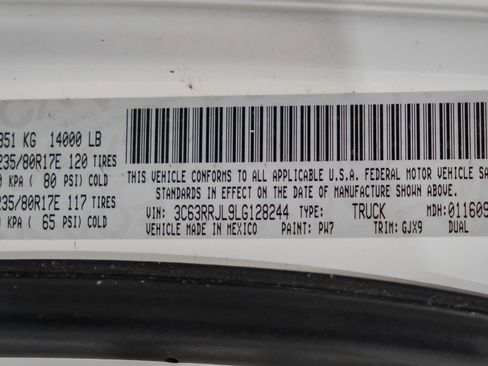 351 KG 14000 LB
235/80R17E 120 TIRES
KPA ( 80 PSI) COLD
235/80R17E 117 TIRES
KPA ( 65 PSI) COLD
THIS VEHICLE CONFORMS TO ALL APPLICABLE U.S.A. FEDERAL MOTOR VEHICLE SA
STANDARDS IN EFFECT ON THE DATE OF MANUFACTURE SHOWN ABOVE.
VIN: 3C63RRJL9LG128244 TYPE: TRUCK MDH: 011609
VEHICLE MADE IN MEXICO PAINT: PW7 TRIM: GJX9 DUAL